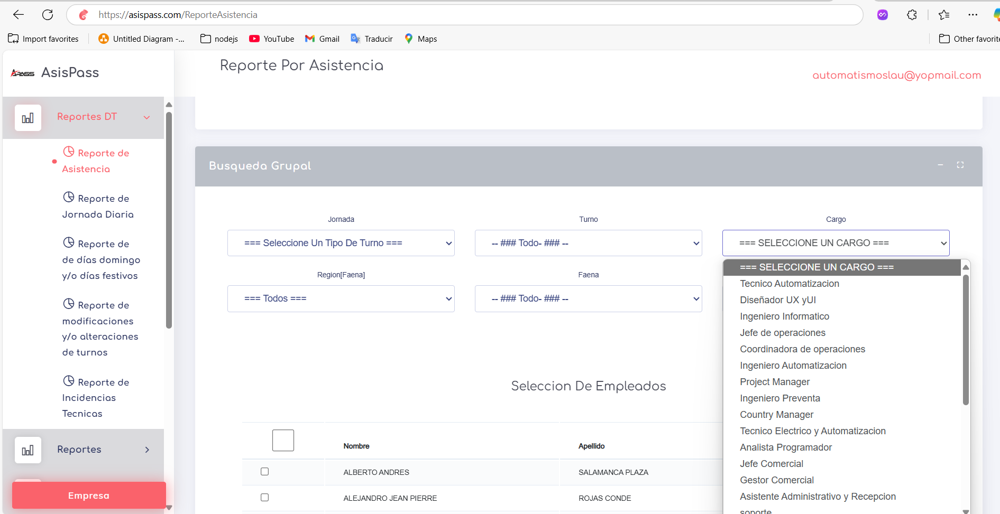 https://asispass.com/ReporteAsistencia
Import favorites
Untitled Diagram -...
nodejs
YouTube
Gmail
Traducir
Maps
Other favorite
APASS AsisPass
Reporte Por Asistencia
automatismoslau@yopmail.com
Reportes DT
Reporte de
Asistencia
Reporte de
Jornada Diaria
Reporte de
de días domingo
y/o días festivos
Reporte de
modificaciones
y/o alteraciones
de turnos
Reporte de
Incidencias
Tecnicas
Reportes
Empresa
Busqueda Grupal
Jornada
=== Seleccione Un Tipo De Turno ===
Turno
-- ### Todo- ### --
Cargo
=== SELECCIONE UN CARGO ===
Region[Faena]
=== Todos ===
Faena
-- ### Todo- ### --
=== SELECCIONE UN CARGO ===
Tecnico Automatizacion
Diseñador UX yUI
Ingeniero Informatico
Jefe de operaciones
Coordinadora de operaciones
Ingeniero Automatizacion
Project Manager
Ingeniero Preventa
Country Manager
Tecnico Electrico y Automatizacion
Analista Programador
Jefe Comercial
Gestor Comercial
Asistente Administrativo y Recepcion
soporte
Seleccion De Empleados
Nombre
Apellido
ALBERTO ANDRES
SALAMANCA PLAZA
ALEJANDRO JEAN PIERRE
ROJAS CONDE